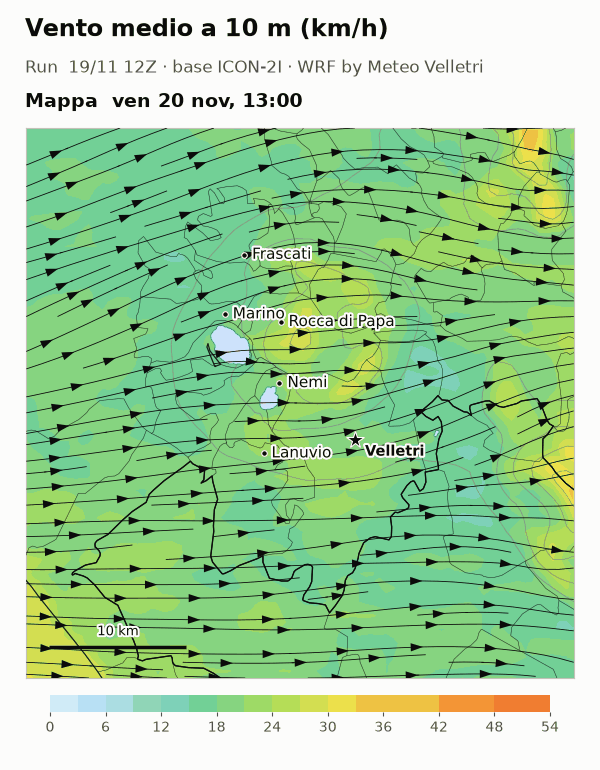 Vento medio a 10 m (km/h)
Run 19/11 12Z · base ICON-2I · WRF by Meteo Velletri
Mappa ven 20 nov, 13:00
Frascati
Marino
Rocca di Papa
Nemi
Velletri
Lanuvio
10 km
0 6 12 18 24 30 36 42 48 54